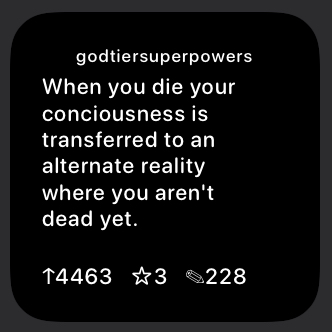 godtiersuperpowers
When you die your
conciousness is
transferred to an
alternate reality
where you aren't
dead yet.
↑4463 ☆3 ✎228